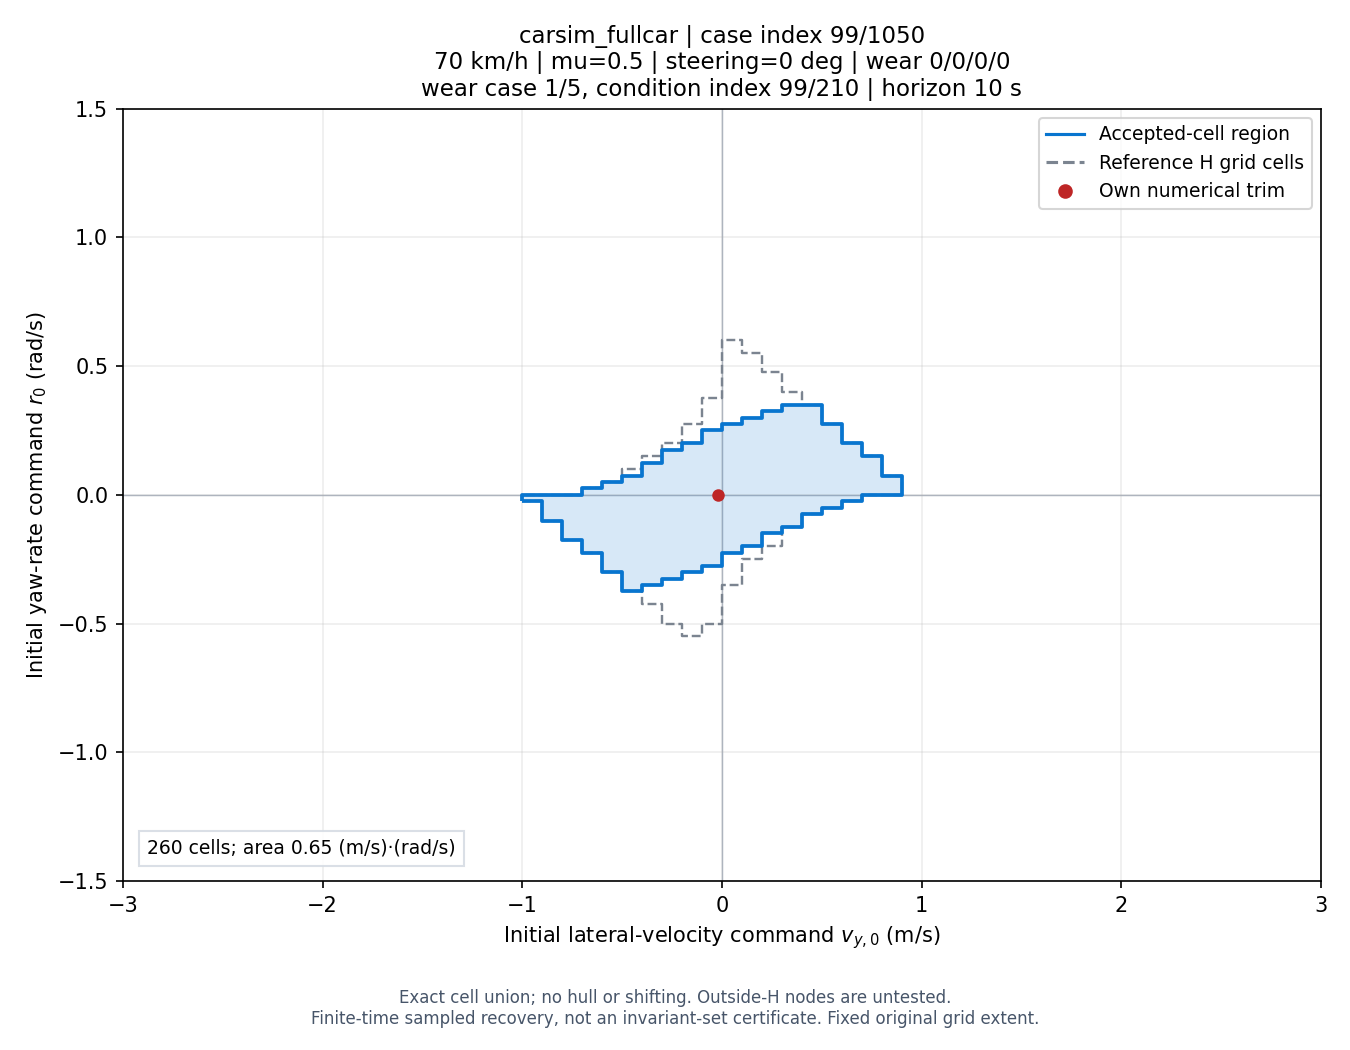 carsim_fullcar | case index 99/1050
70 km/h | mu=0.5 | steering=0 deg | wear 0/0/0/0
wear case 1/5, condition index 99/210 | horizon 10 s
Accepted-cell region
Reference H grid cells
Own numerical trim
1.5
1.0
0.5
0.0
−0.5
−1.0
−1.5
Initial yaw-rate command r0 (rad/s)
260 cells; area 0.65 (m/s)·(rad/s)
−3
−2
−1
0
1
2
3
Initial lateral-velocity command vy,0 (m/s)
Exact cell union; no hull or shifting. Outside-H nodes are untested.
Finite-time sampled recovery, not an invariant-set certificate. Fixed original grid extent.